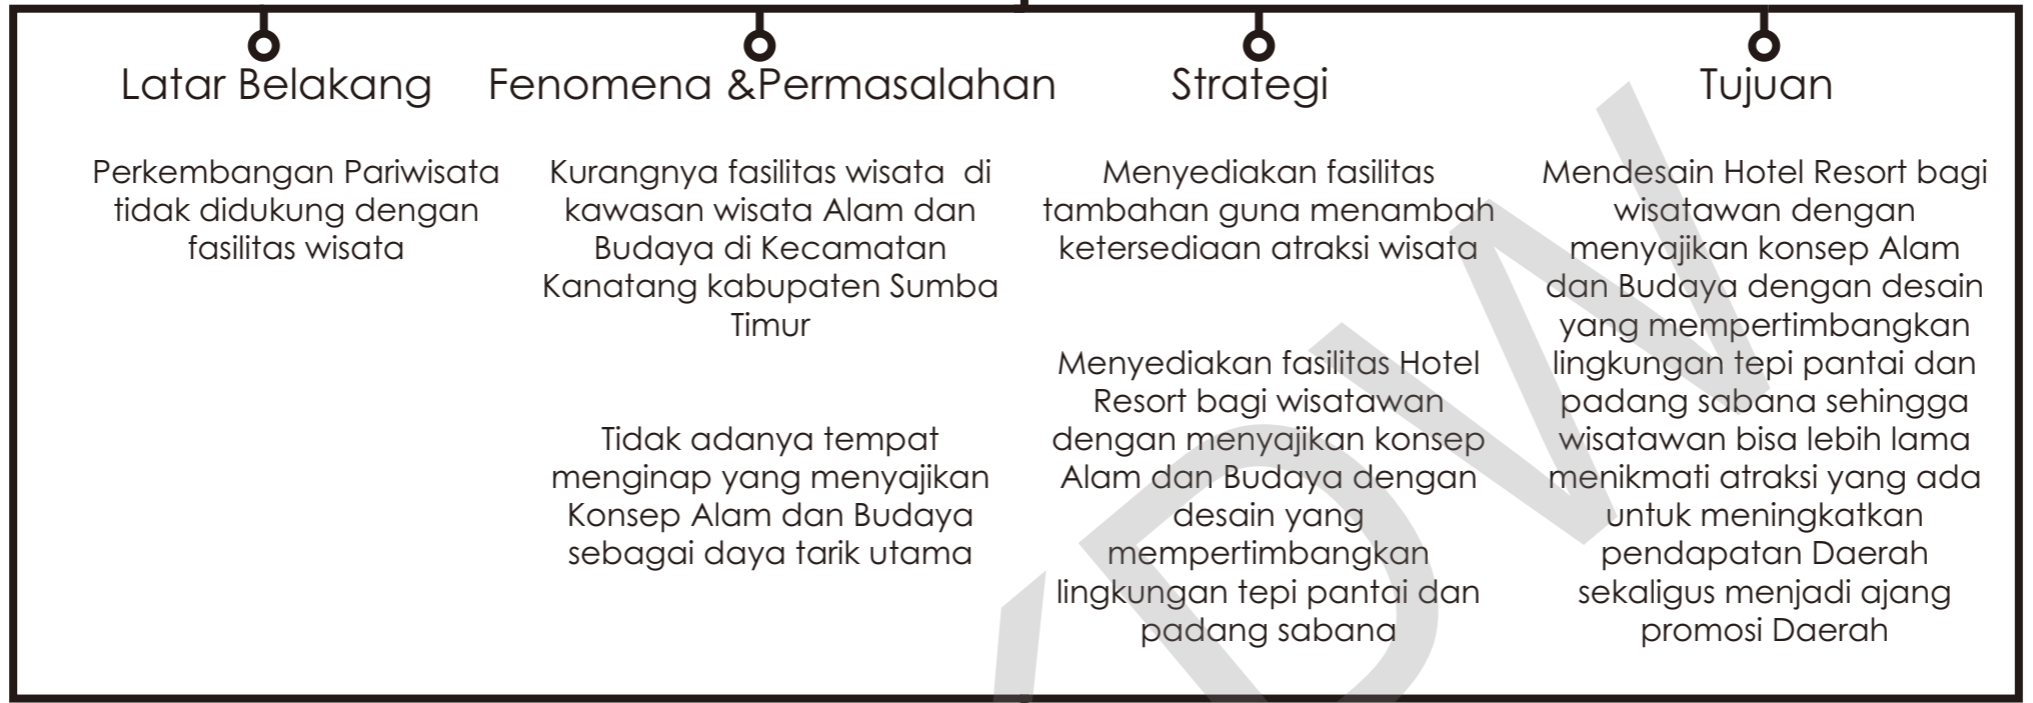 Latar Belakang
Perkembangan Pariwisata
tidak didukung dengan
fasilitas wisata
Fenomena &Permasalahan
Kurangnya fasilitas wisata  di
kawasan wisata Alam dan
Budaya di Kecamatan
Kanatang kabupaten Sumba
Timur
Tidak adanya tempat
menginap yang menyajikan
Konsep Alam dan Budaya
sebagai daya tarik utama
Strategi
Menyediakan fasilitas
tambahan guna menambah
ketersediaan atraksi wisata
Menyediakan fasilitas Hotel
Resort bagi wisatawan
dengan menyajikan konsep
Alam dan Budaya dengan
desain yang
mempertimbangkan
lingkungan tepi pantai dan
padang sabana
Tujuan
Mendesain Hotel Resort bagi
wisatawan dengan
menyajikan konsep Alam
dan Budaya dengan desain
yang mempertimbangkan
lingkungan tepi pantai dan
padang sabana sehingga
wisatawan bisa lebih lama
menikmati atraksi yang ada
untuk meningkatkan
pendapatan Daerah
sekaligus menjadi ajang
promosi Daerah